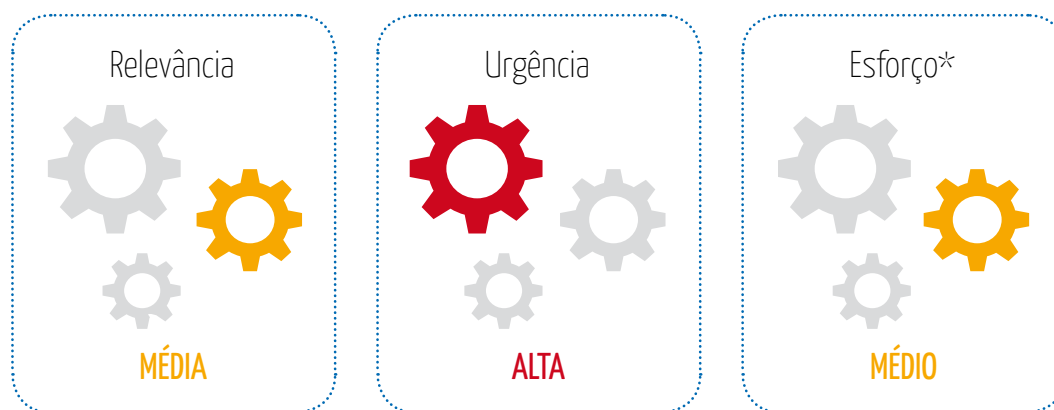 Relevância
MÉDIA
Urgência
ALTA
Esforço*
MÉDIO